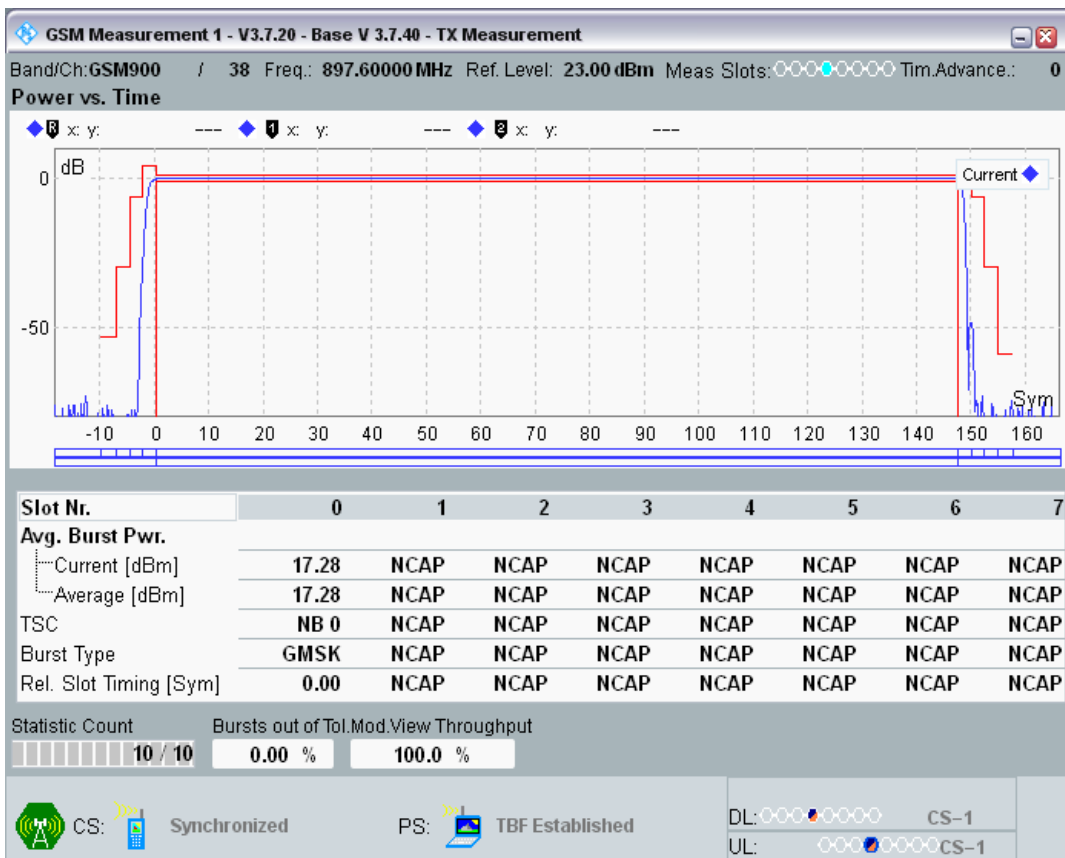 GSM Measurement 1 - V3.7.20 - Base V 3.7.40 - TX Measurement
Band/Ch:GSM900 / 38 Freq.: 897.60000 MHz Ref. Level: 23.00 dBm Meas Slots: Tim.Advance.: 0
Power vs. Time
R x: y: --- 1 x: y: --- 2 x: y: ---
dB
Current
0
-50
Sym
-10 0 10 20 30 40 50 60 70 80 90 100 110 120 130 140 150 160
Slot Nr. 0 1 2 3 4 5 6 7
Avg. Burst Pwr.
Current [dBm] 17.28 NCAP NCAP NCAP NCAP NCAP NCAP NCAP
Average [dBm] 17.28 NCAP NCAP NCAP NCAP NCAP NCAP NCAP
TSC NB 0 NCAP NCAP NCAP NCAP NCAP NCAP NCAP
Burst Type GMSK NCAP NCAP NCAP NCAP NCAP NCAP NCAP
Rel. Slot Timing [Sym] 0.00 NCAP NCAP NCAP NCAP NCAP NCAP NCAP
Statistic Count Bursts out of Tol.Mod.View Throughput
10 / 10 0.00 % 100.0 %
CS: Synchronized PS: TBF Established DL: CS-1
UL: CS-1